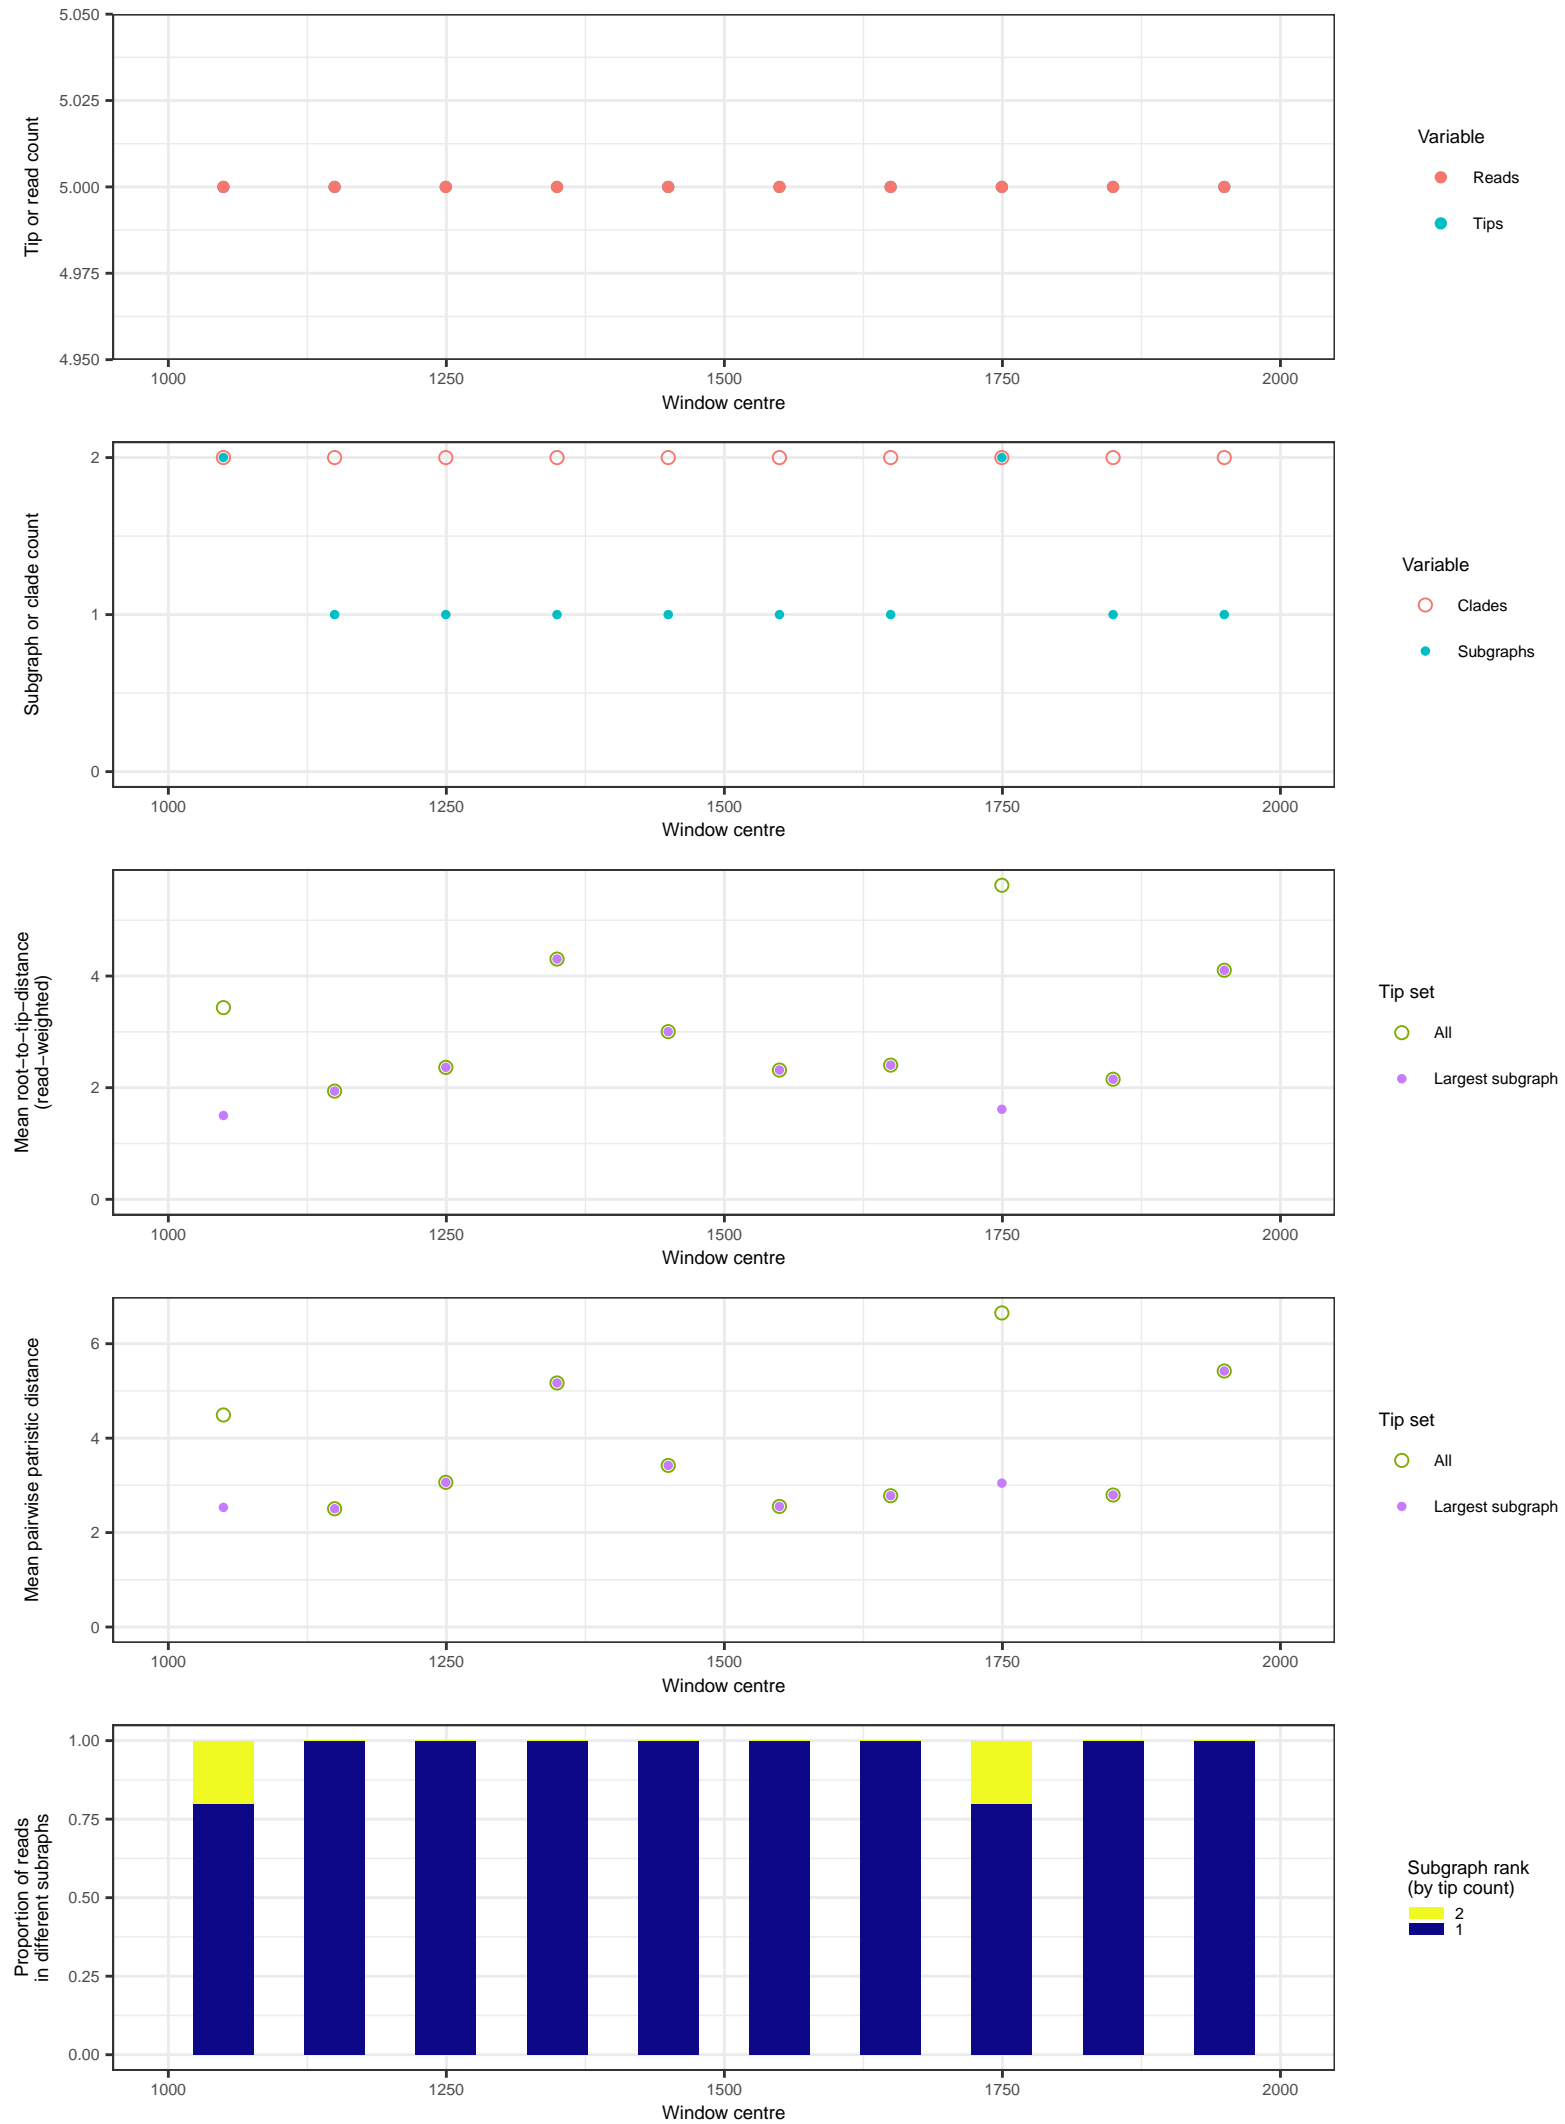 5.050
5.025
5.000
4.975
4.950
Tip or read count
1000 1250 1500 1750 2000
Window centre
Variable
Reads
Tips
2
1
0
Subgraph or clade count
1000 1250 1500 1750 2000
Window centre
Variable
Clades
Subgraphs
4
2
0
Mean root−to−tip−distance
(read−weighted)
1000 1250 1500 1750 2000
Window centre
Tip set
All
Largest subgraph
6
4
2
0
Mean pairwise patristic distance
1000 1250 1500 1750 2000
Window centre
Tip set
All
Largest subgraph
1.00
0.75
0.50
0.25
0.00
Proportion of reads
in different subraphs
1000 1250 1500 1750 2000
Window centre
Subgraph rank
(by tip count)
2
1